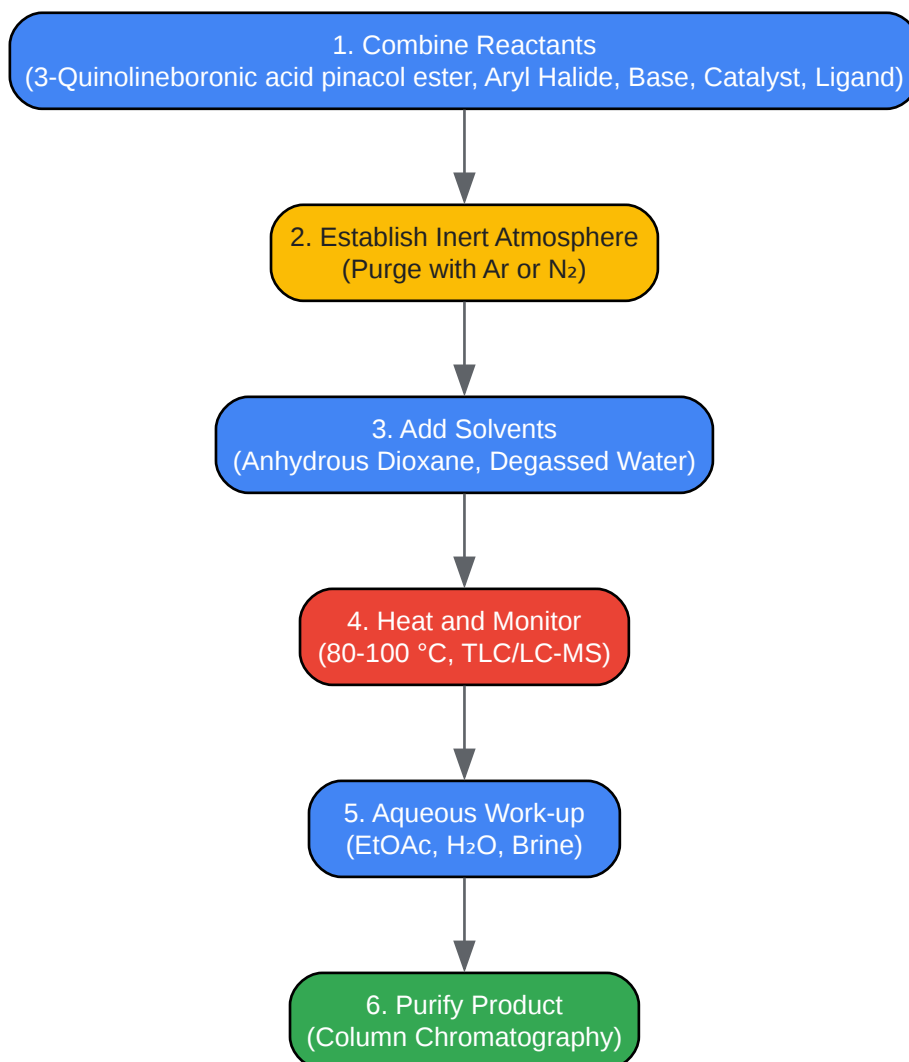 1. Combine Reactants
(3-Quinolineboronic acid pinacol ester, Aryl Halide, Base, Catalyst, Ligand)
2. Establish Inert Atmosphere
(Purge with Ar or N₂)
3. Add Solvents
(Anhydrous Dioxane, Degassed Water)
4. Heat and Monitor
(80-100 °C, TLC/LC-MS)
5. Aqueous Work-up
(EtOAc, H₂O, Brine)
6. Purify Product
(Column Chromatography)